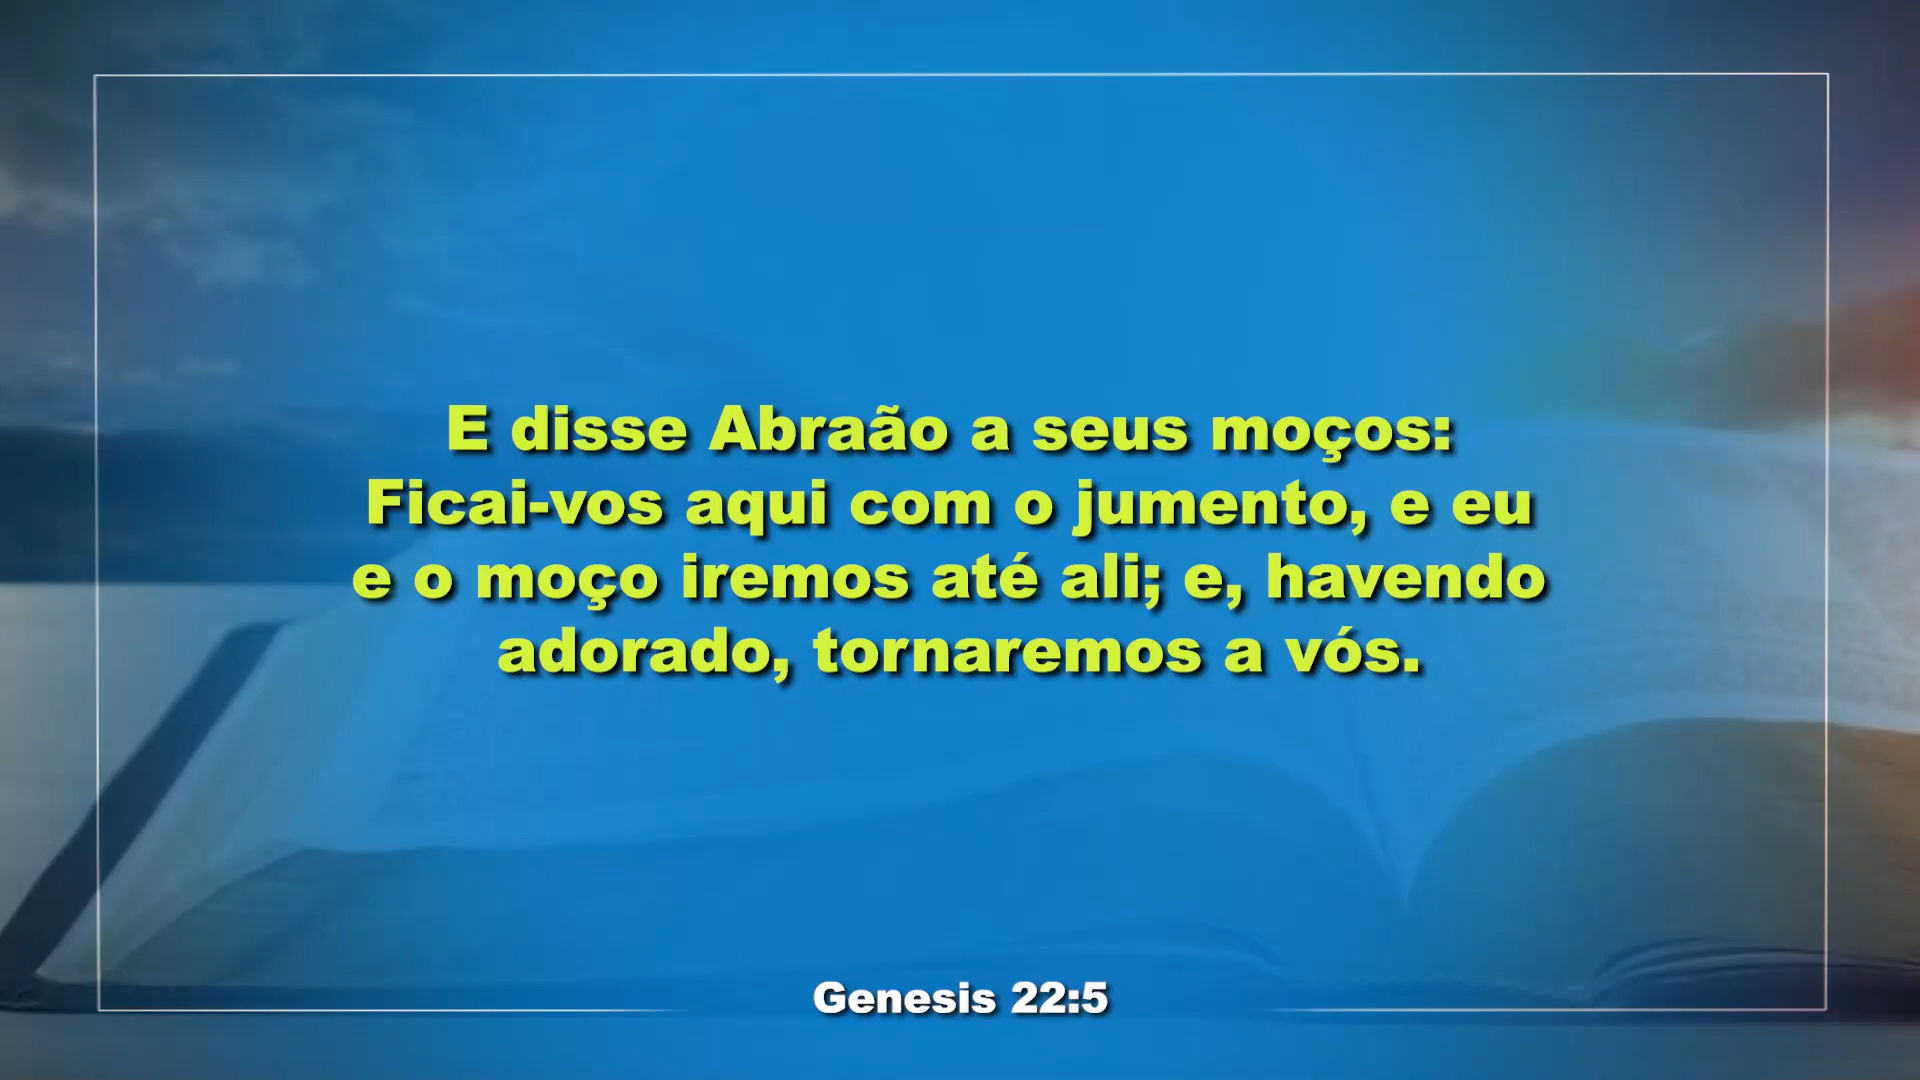 E disse Abraão a seus moços:
Ficai-vos aqui com o jumento, e eu
e o moço iremos até ali; e, havendo
adorado, tornaremos a vós.
Genesis 22:5